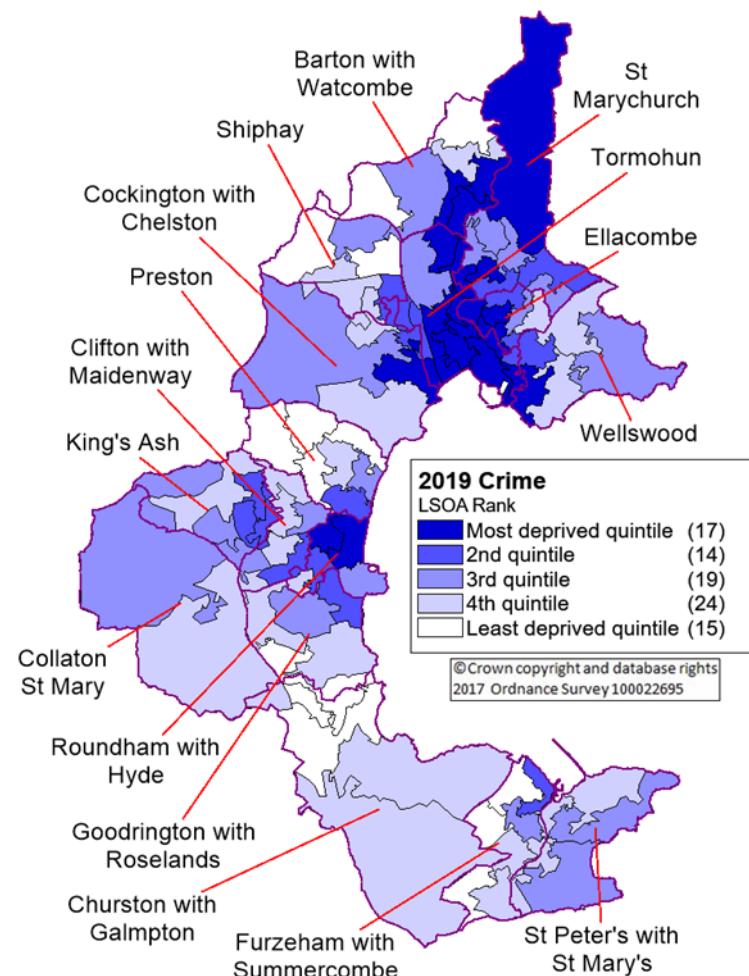 Barton with
Watcombe
St
Marychurch
Shiphay
Tormohun
Cockington with
Chelston
Ellacombe
Preston
Clifton with
Maidenway
King's Ash
Wellswood
2019 Crime
LSOA Rank
Most deprived quintile (17)
2nd quintile (14)
3rd quintile (19)
4th quintile (24)
Least deprived quintile (15)
©Crown copyright and database rights
2017 Ordnance Survey 100022695
Collaton
St Mary
Roundham with
Hyde
Goodrington with
Roselands
Churston with
Galmpton
Furzeham with
Summercombe
St Peter's with
St Mary's